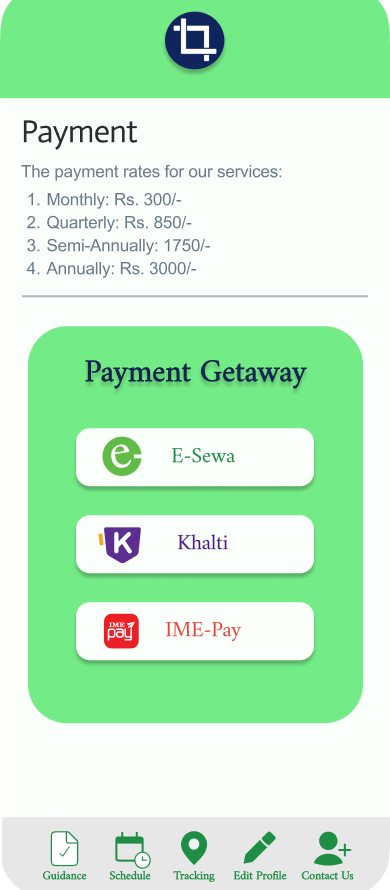 Payment
The payment rates for our services:
1. Monthly: Rs. 300/-
2. Quarterly: Rs. 850/-
3. Semi-Annually: 1750/-
4. Annually: Rs. 3000/-
Payment Getaway
e
E-Sewa
K
Khalti
IME
pay
IME-Pay
Guidance
Schedule
Tracking
Edit Profile
Contact Us